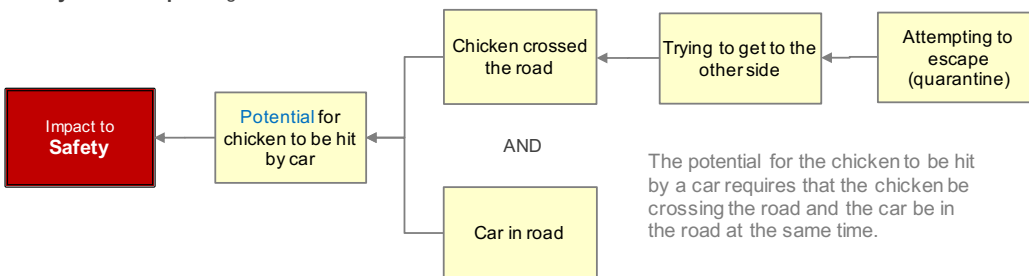 Impact to
Safety
Potential for
chicken to be hit
by car
Chicken crossed
the road
AND
Car in road
Trying to get to the
other side
Attempting to
escape
(quarantine)
The potential for the chicken to be hit
by a car requires that the chicken be
crossing the road and the car be in
the road at the same time.